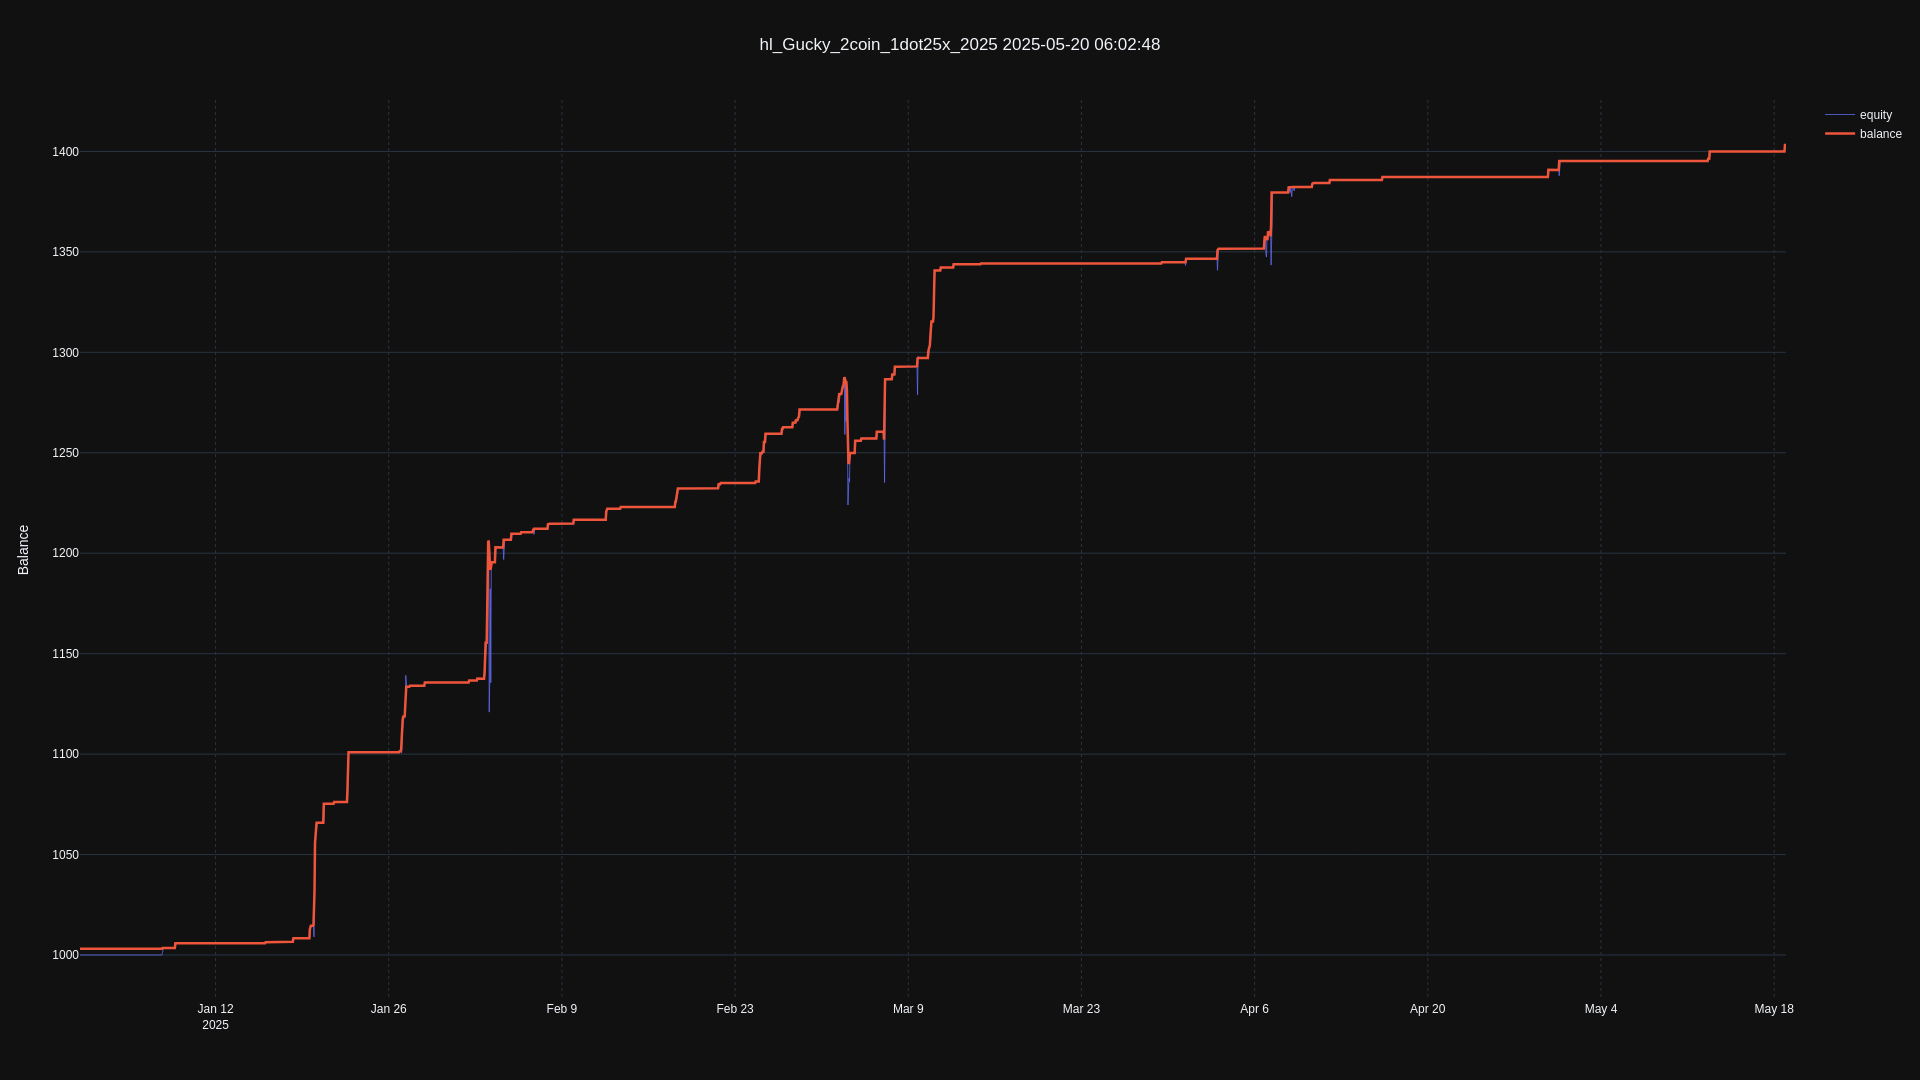 hl_Gucky_2coin_1dot25x_2025 2025-05-20 06:02:48
equity
balance
1400
1350
1300
1250
1200
1150
1100
1050
1000
Balance
Jan 12
2025
Jan 26
Feb 9
Feb 23
Mar 9
Mar 23
Apr 6
Apr 20
May 4
May 18